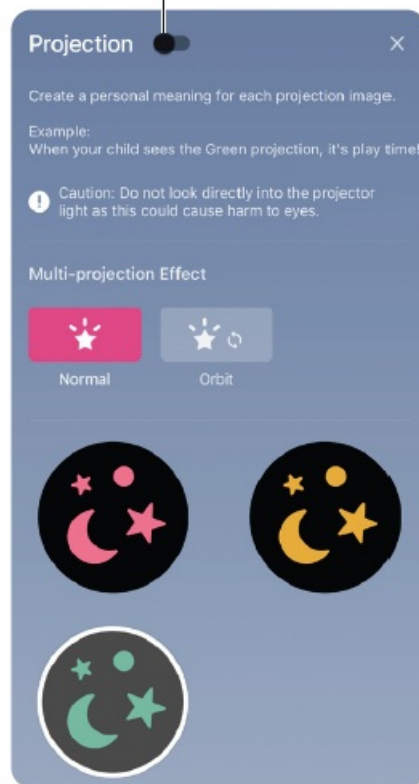 Projection
Create a personal meaning for each projection image.
Example:
When your child sees the Green projection, it's play time!
Caution: Do not look directly into the projector
light as this could cause harm to eyes.
Multi-projection Effect
Normal
Orbit